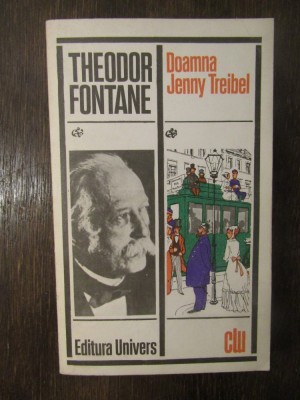 THEODOR
FONTANE
Doamna
Jenny Treibel
Editura Univers
clu